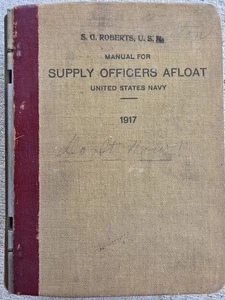 S. C. ROBERTS, U. S. N.
MANUAL FOR
SUPPLY OFFICERS AFLOAT
UNITED STATES NAVY
1917